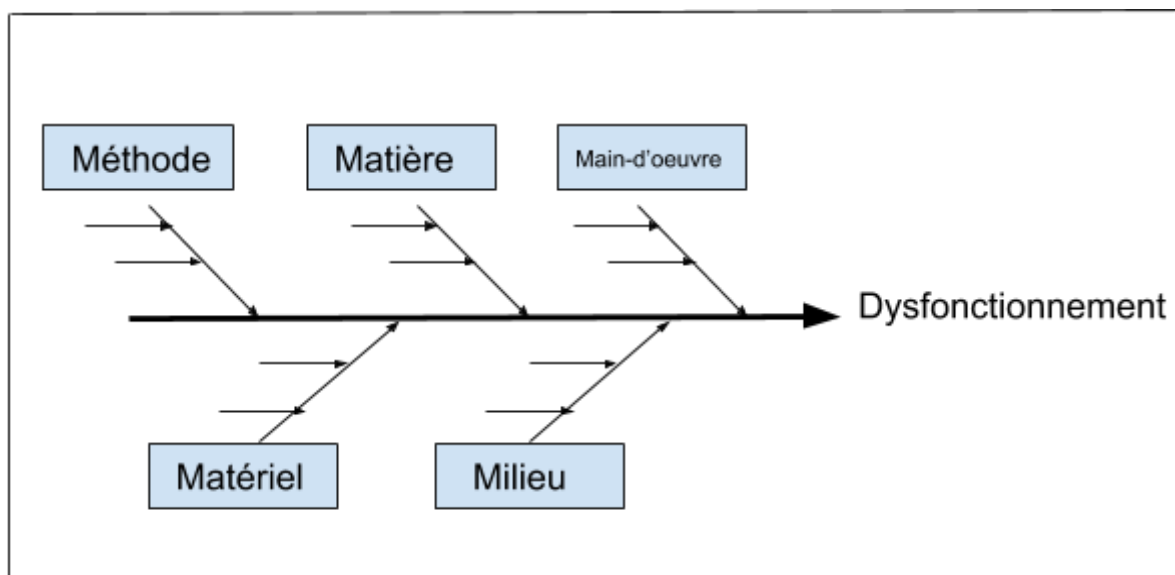 Méthode
Matière
Main-d'oeuvre
Dysfonctionnement
Matériel
Milieu